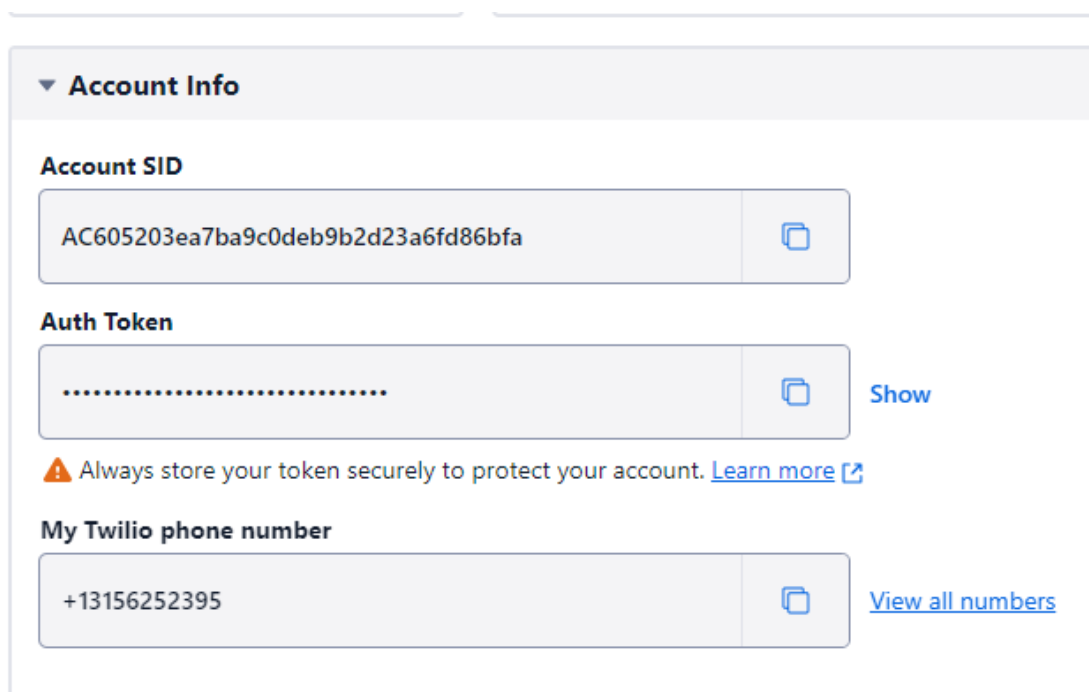 Account Info
Account SID
AC605203ea7ba9c0deb9b2d23a6fd86bfa
Auth Token
•••••••••••••••••••••••••••••••• Show
Always store your token securely to protect your account. Learn more
My Twilio phone number
+13156252395 View all numbers